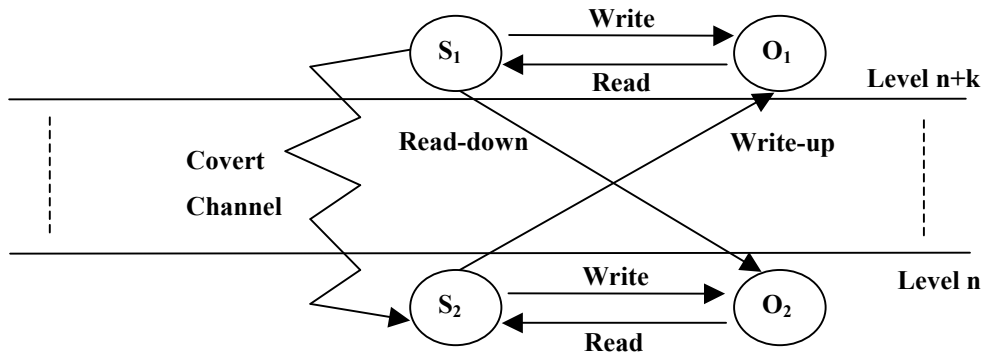 Write
S1
O1
Read
Level n+k
Read-down
Write-up
Covert
Channel
Write
Level n
S2
O2
Read